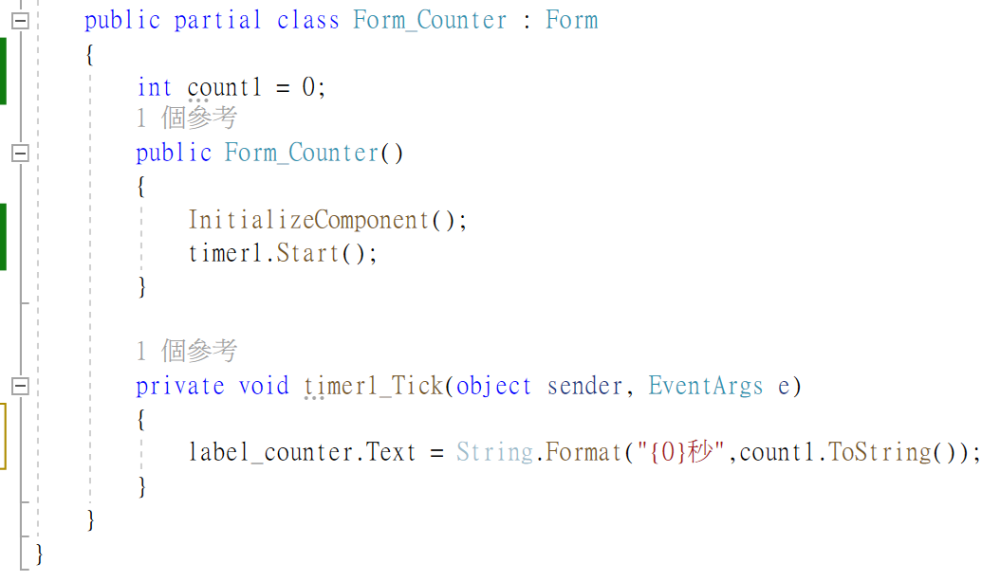 public partial class Form_Counter : Form
{
int count1 = 0;
1 個參考
public Form_Counter()
{
InitializeComponent();
timer1.Start();
}
1 個參考
private void timer1_Tick(object sender, EventArgs e)
{
label_counter.Text = String.Format("{0}秒",count1.ToString());
}
}
}